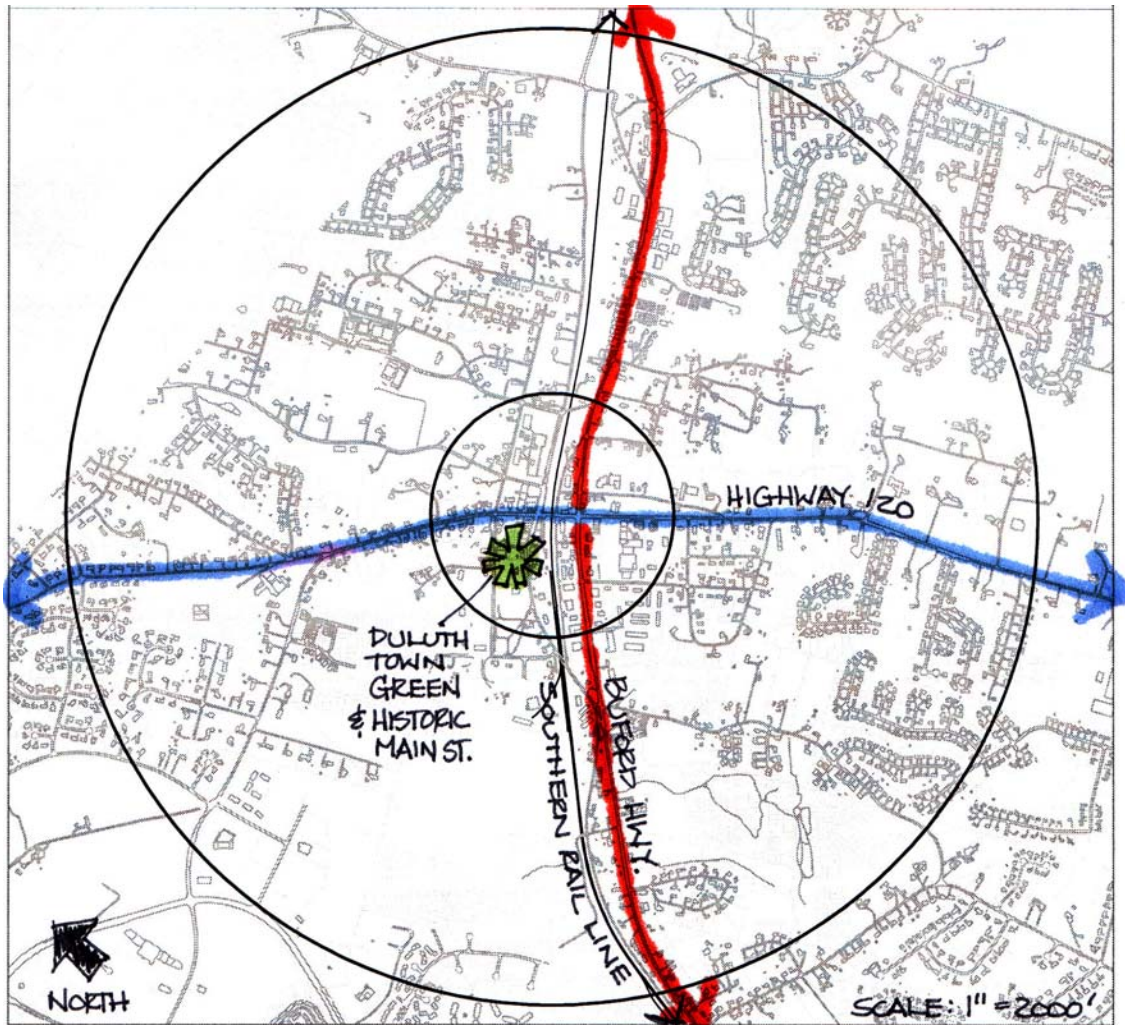 HIGHWAY 120
DULUTH
TOWN
GREEN
& HISTORIC
MAIN ST.
SOUTHERN RAIL LINE
BUFORD HWY.
NORTH
SCALE: 1" = 2000'